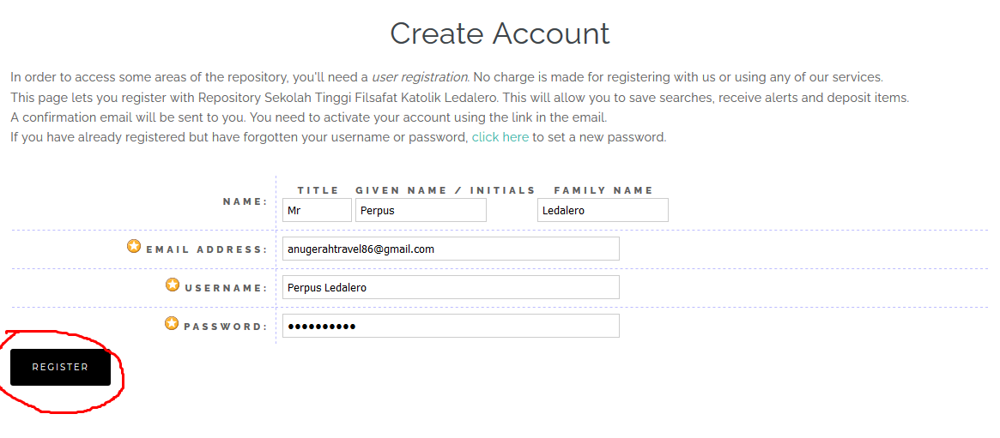 Create Account
In order to access some areas of the repository, you'll need a user registration. No charge is made for registering with us or using any of our services.
This page lets you register with Repository Sekolah Tinggi Filsafat Katolik Ledalero. This will allow you to save searches, receive alerts and deposit items.
A confirmation email will be sent to you. You need to activate your account using the link in the email.
If you have already registered but have forgotten your username or password, click here to set a new password.
TITLE GIVEN NAME / INITIALS FAMILY NAME
NAME: Mr Perpus Ledalero
EMAIL ADDRESS: anugerahtravel86@gmail.com
USERNAME: Perpus Ledalero
PASSWORD: ●●●●●●●●●●
REGISTER